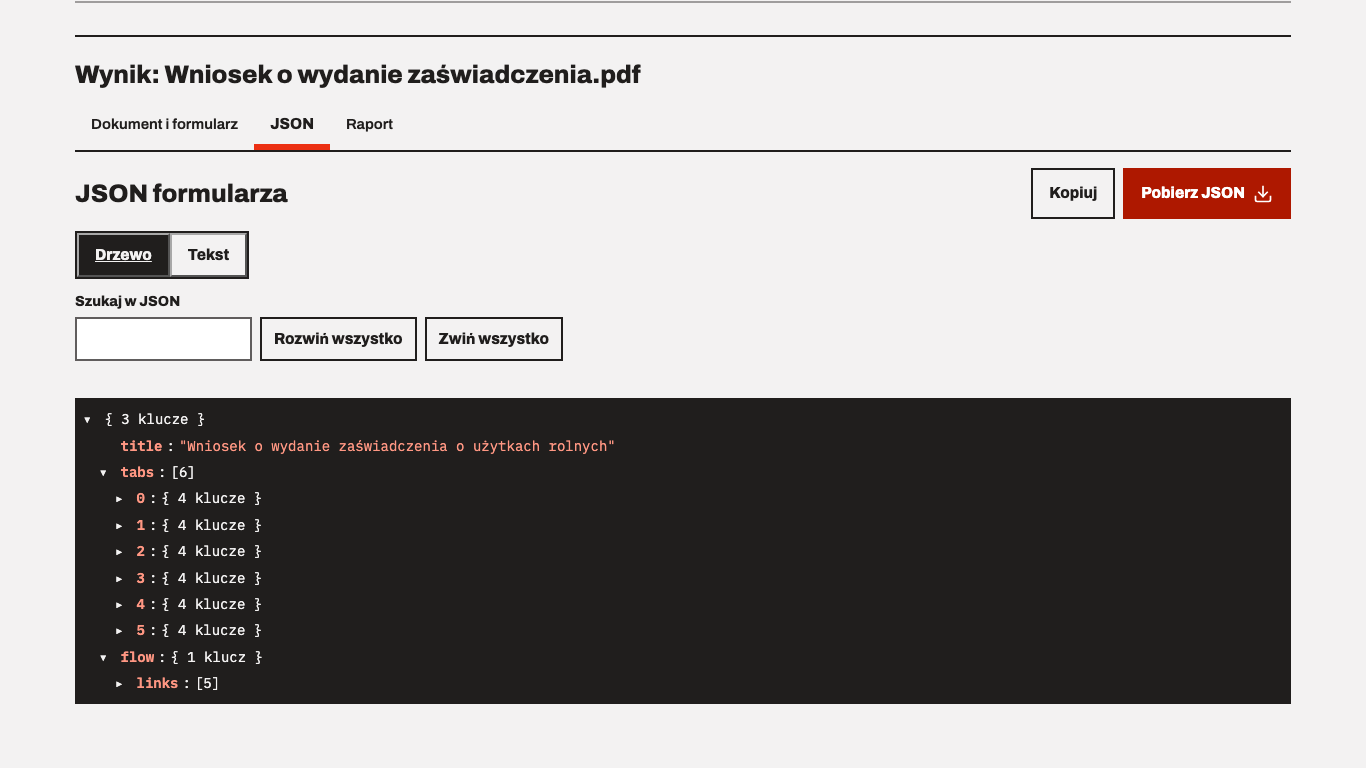 Wynik: Wniosek o wydanie zaświadczenia.pdf
Dokument i formularz JSON Raport
JSON formularza
Kopiuj Pobierz JSON
Drzewo Tekst
Szukaj w JSON
Rozwiń wszystko Zwiń wszystko
▾ { 3 klucze }
title : "Wniosek o wydanie zaświadczenia o użytkach rolnych"
▾ tabs : [6]
▸ 0 : { 4 klucze }
▸ 1 : { 4 klucze }
▸ 2 : { 4 klucze }
▸ 3 : { 4 klucze }
▸ 4 : { 4 klucze }
▸ 5 : { 4 klucze }
▾ flow : { 1 klucz }
▸ links : [5]